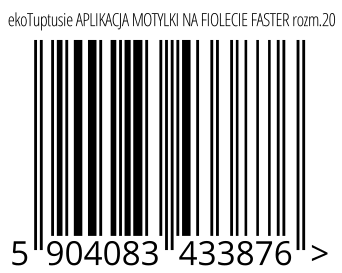 ekoTuptusie APLIKACJA MOTYLKI NA FIOLECIE FASTER rozm.20
5 904083 433876 >